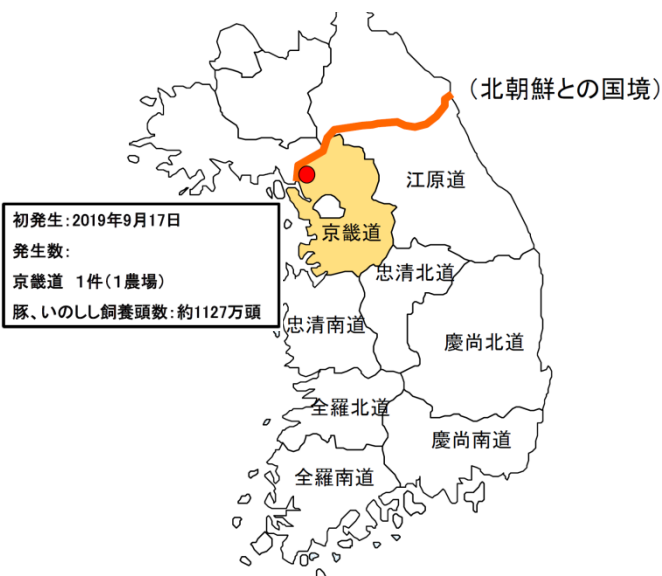 (北朝鮮との国境)
江原道
初発生:2019年9月17日
発生数:
京畿道 1件(1農場)
豚、いのしし飼養頭数:約1127万頭
京畿道
忠清北道
忠清南道
慶尚北道
全羅北道
慶尚南道
全羅南道